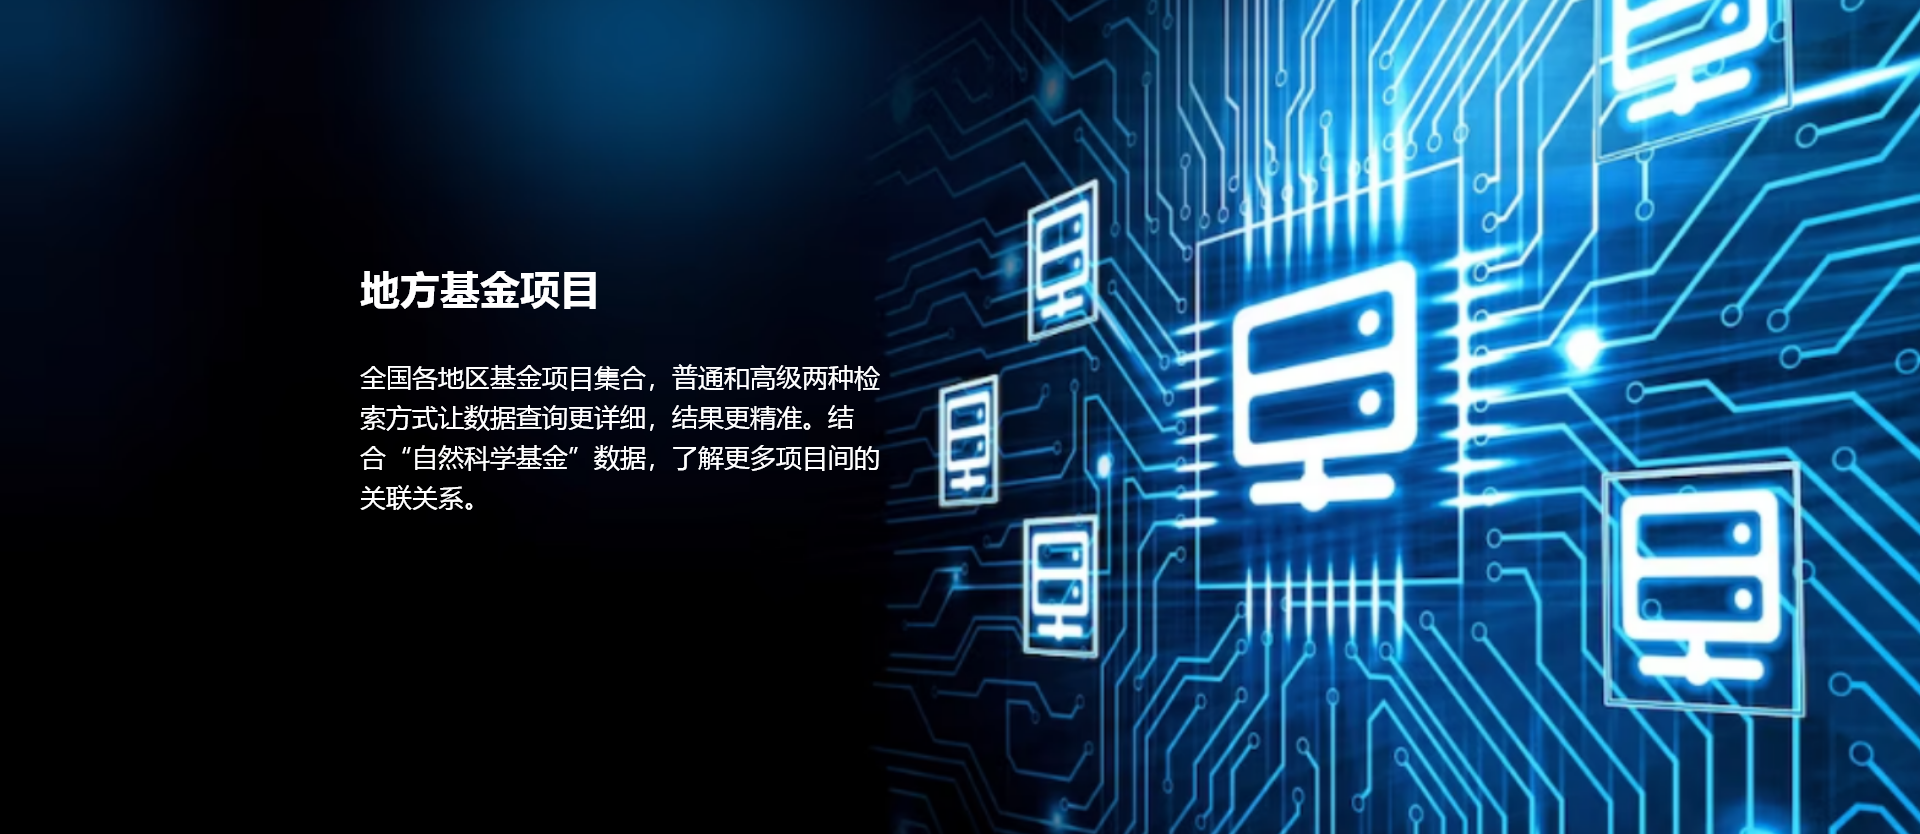 地方基金项目
全国各地区基金项目集合，普通和高级两种检
索方式让数据查询更详细，结果更精准。结
合“自然科学基金”数据，了解更多项目间的
关联关系。